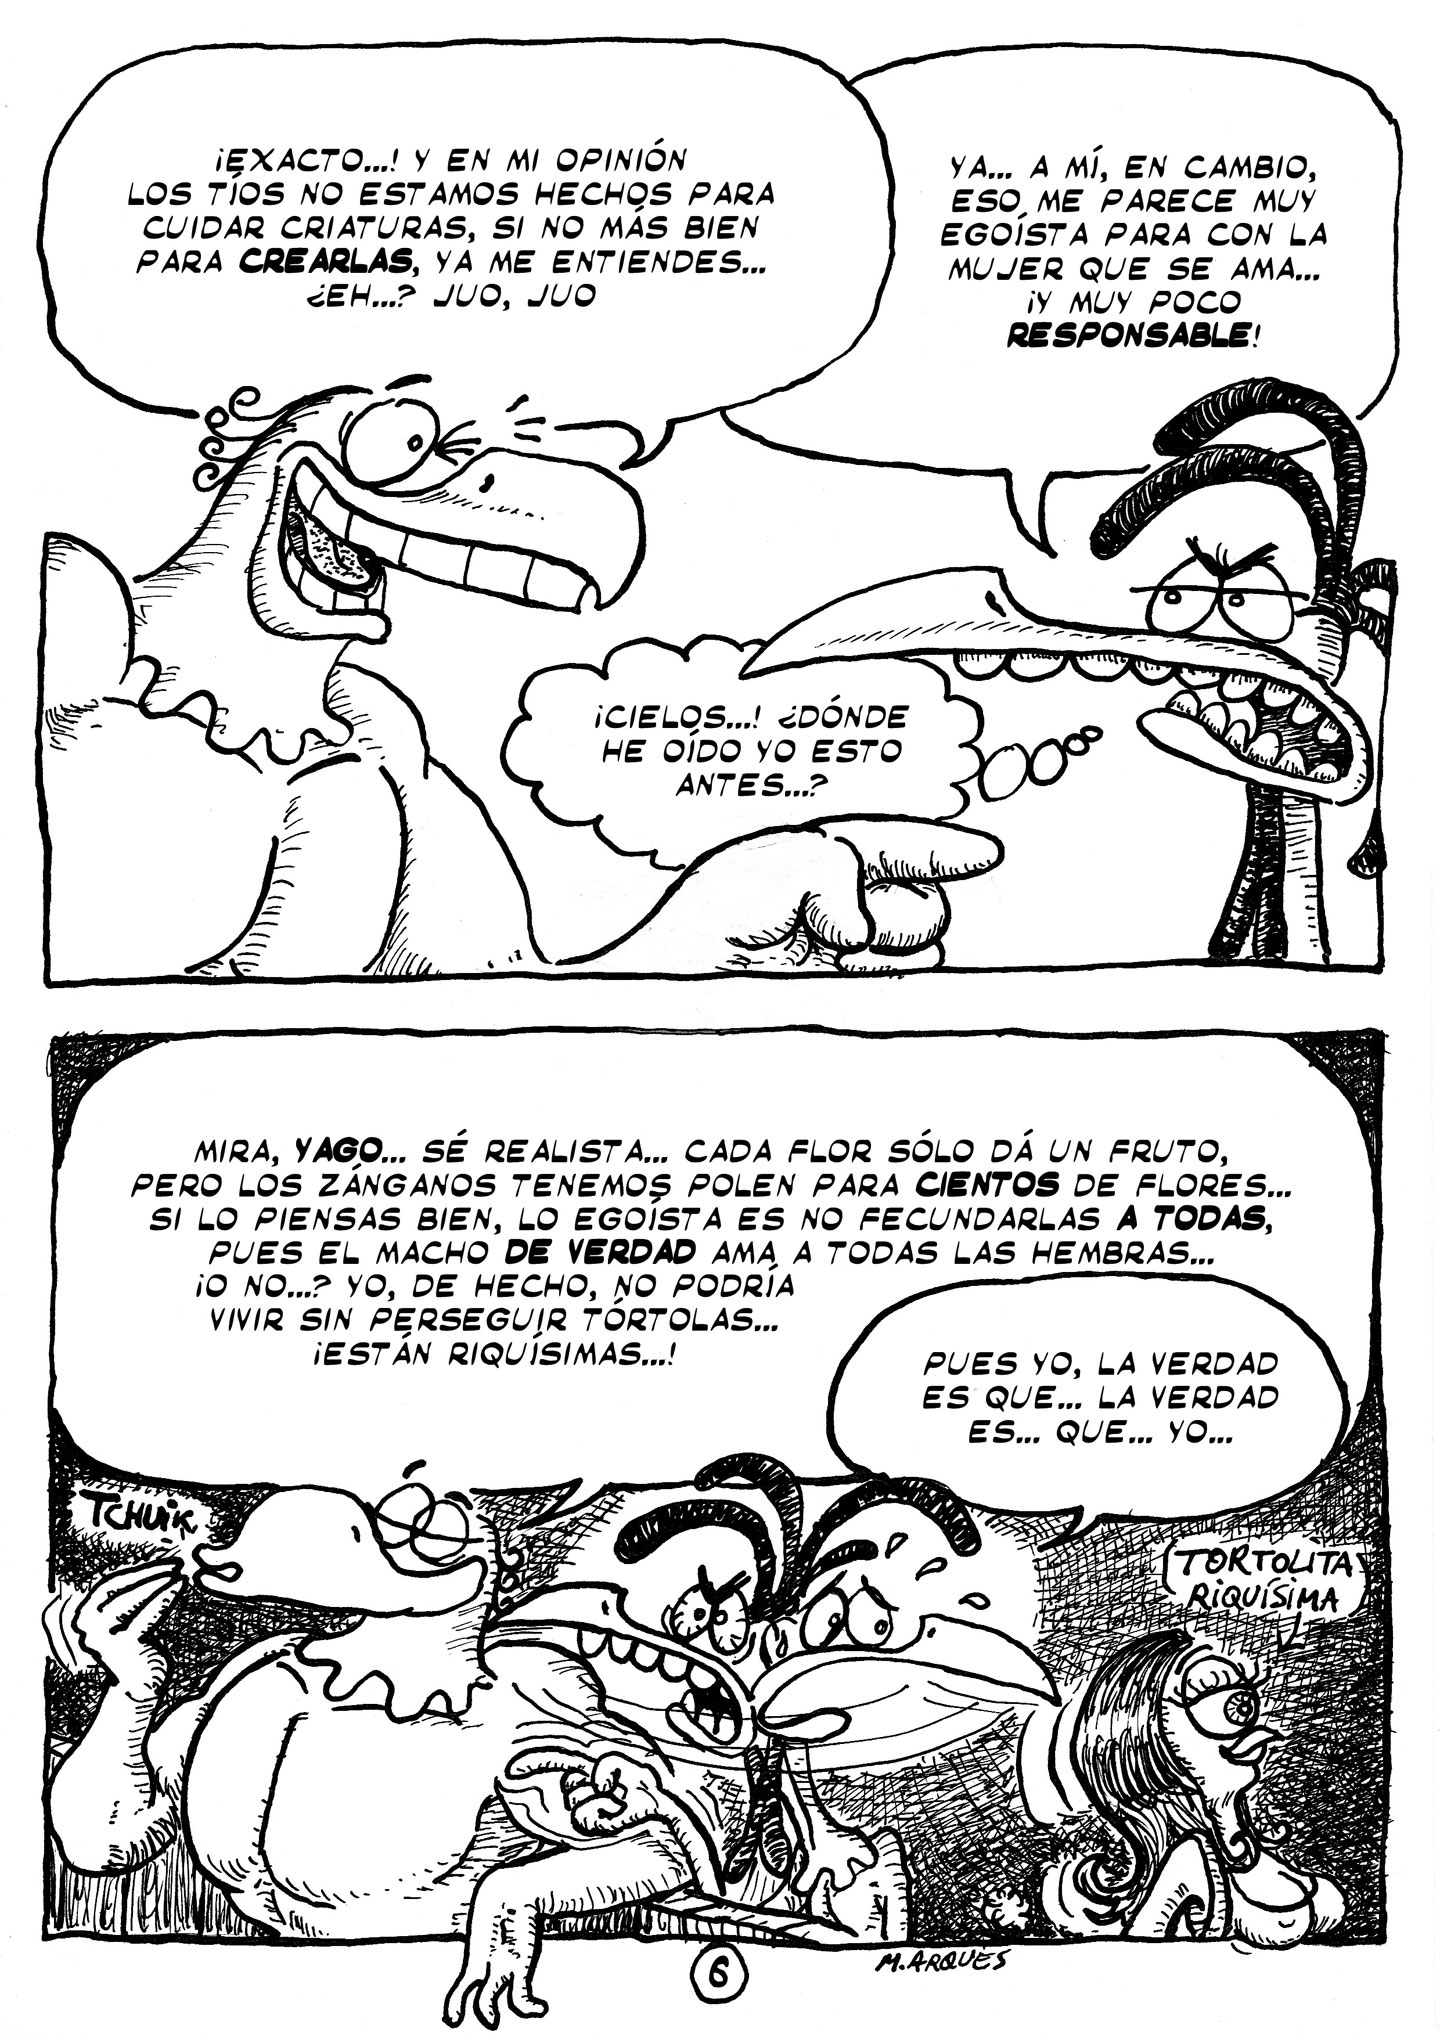 ¡EXACTO...! Y EN MI OPINIÓN
LOS TÍOS NO ESTAMOS HECHOS PARA
CUIDAR CRIATURAS, SI NO MÁS BIEN
PARA CREARLAS, YA ME ENTIENDES...
¿EH...? JUO, JUO
YA... A MÍ, EN CAMBIO,
ESO ME PARECE MUY
EGOÍSTA PARA CON LA
MUJER QUE SE AMA...
¡Y MUY POCO
RESPONSABLE!
¡CIELOS...! ¿DÓNDE
HE OÍDO YO ESTO
ANTES...?
MIRA, YAGO... SÉ REALISTA... CADA FLOR SÓLO DÁ UN FRUTO,
PERO LOS ZÁNGANOS TENEMOS POLEN PARA CIENTOS DE FLORES...
SI LO PIENSAS BIEN, LO EGOÍSTA ES NO FECUNDARLAS A TODAS,
PUES EL MACHO DE VERDAD AMA A TODAS LAS HEMBRAS...
¡O NO...? YO, DE HECHO, NO PODRÍA
VIVIR SIN PERSEGUIR TÓRTOLAS...
¡ESTÁN RIQUÍSIMAS...!
PUES YO, LA VERDAD
ES QUE... LA VERDAD
ES... QUE... YO...
TCHUIK
TORTOLITA
RIQUÍSIMA
6
M.ARQUÈS